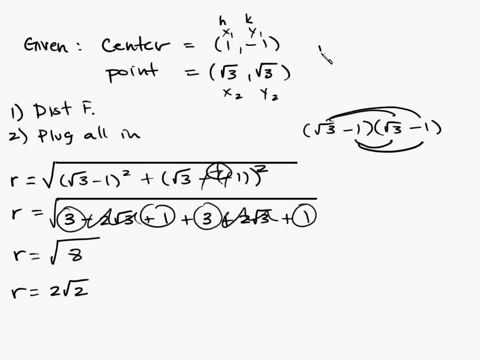 h k
x₁ y₁
Given: Center = (1, -1)
point = (√3, √3)
x₂ y₂
1) Dist F.
2) Plug all in
(√3 - 1)(√3 - 1)
r = √((√3 - 1)² + (√3 + 1)²)
r = √(3 - 2√3 + 1 + 3 + 2√3 + 1)
r = √8
r = 2√2